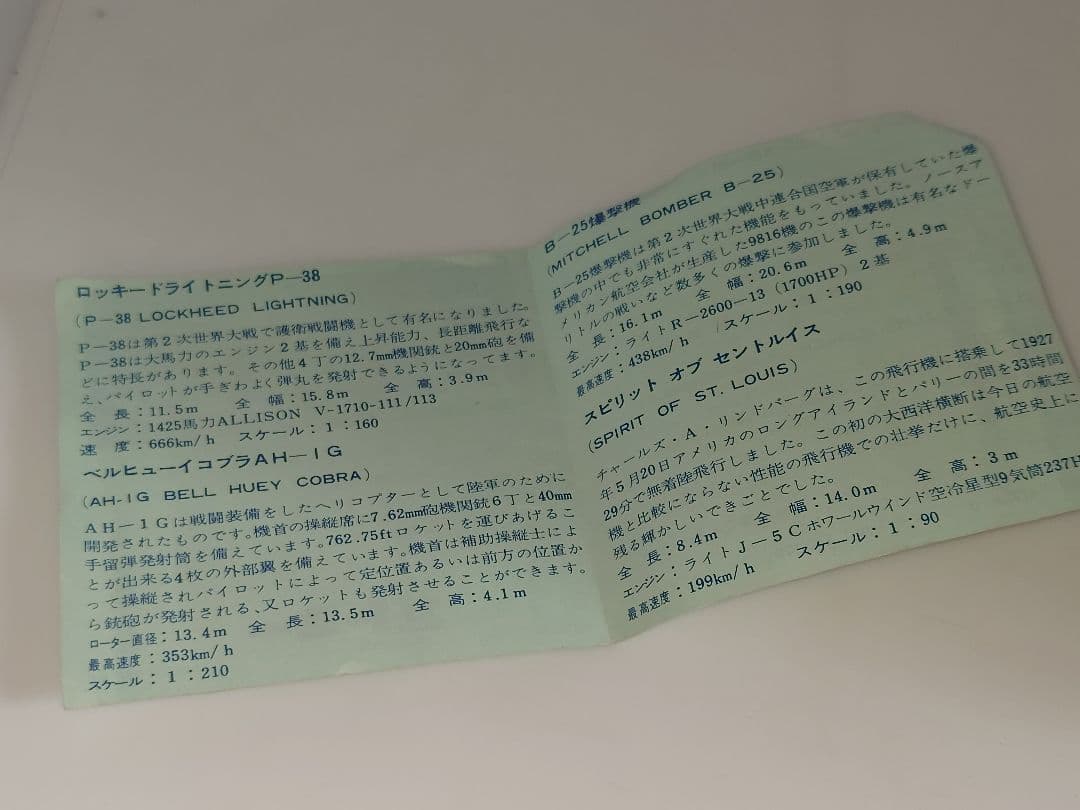 ロッキードライトニングP－38
(P－38 LOCKHEED LIGHTNING)
P－38は第2次世界大戦で護衛戦闘機として有名になりました。
P－38は大馬力のエンジン2基を備え上昇能力、長距離飛行な
どに特長があります。その他4丁の12.7mm機関銃と20mm砲を備
え、パイロットが手ぎわよく弾丸を発射できるようになってます。
全 長：11.5m 全 幅：15.8m 全 高：3.9m
エンジン：1425馬力ALLISON V-1710-111/113
速 度：666km/h スケール：1：160
ベルヒューイコブラAH－1G
(AH-1G BELL HUEY COBRA)
AH－1Gは戦闘装備をしたヘリコプターとして陸軍のために
開発されたものです。機首の操縦席に7.62mm砲機関銃6丁と40mm
手留弾発射筒を備えています。762.75ftロケットを運びあげるこ
とが出来る4枚の外部翼を備えています。機首は補助操縦士によ
って操縦されパイロットによって定位置あるいは前方の位置か
ら銃砲が発射される、又ロケットも発射させることができます。
ローター直径：13.4m 全 長：13.5m 全 高：4.1m
最高速度：353km/h
スケール：1：210
B－25爆撃機
(MITCHELL BOMBER B－25)
B－25爆撃機は第2次世界大戦中連合国空軍が保有していた爆
撃機の中でも非常にすぐれた機能をもっていました。ノースア
メリカン航空会社が生産した9816機のこの爆撃機は有名なドー
リトルの戦いなど数多くの爆撃に参加しました。
全 長：16.1m 全 幅：20.6m 全 高：4.9m
エンジン：ライトR－2600－13 (1700HP) 2基
最高速度：438km/h /スケール：1：190
スピリット オブ セントルイス
(SPIRIT OF ST. LOUIS)
チャールズ・A・リンドバーグは、この飛行機に搭乗して1927
年5月20日アメリカのロングアイランドとパリーの間を33時間
29分で無着陸飛行しました。この初の大西洋横断は今日の航空
機と比較にならない性能の飛行機での壮挙だけに、航空史上に
残る輝かしいできごとでした。
全 長：8.4m 全 幅：14.0m 全 高：3m
エンジン：ライトJ－5Cホワールウインド空冷星型9気筒237H
最高速度：199km/h スケール：1：90